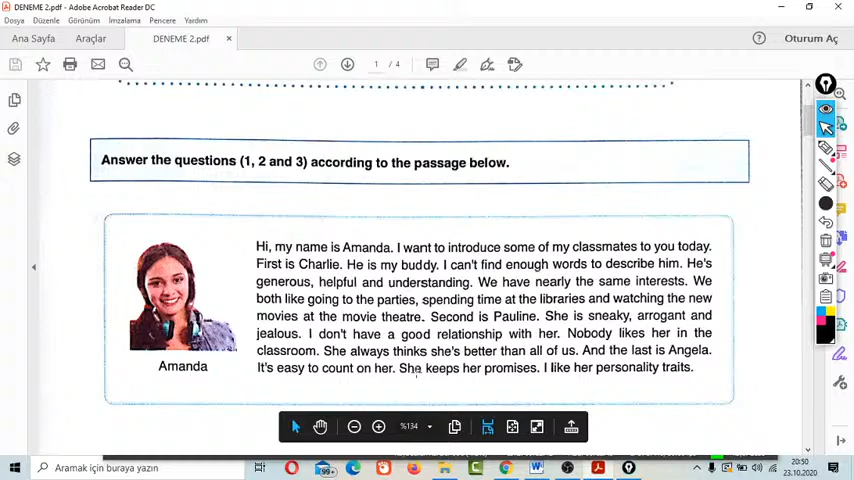 DENEME 2.pdf - Adobe Acrobat Reader DC
Dosya Düzenle Görünüm İmzalama Pencere Yardım
Ana Sayfa Araçlar DENEME 2.pdf × Oturum Aç
1 / 4
Answer the questions (1, 2 and 3) according to the passage below.
Hi, my name is Amanda. I want to introduce some of my classmates to you today.
First is Charlie. He is my buddy. I can't find enough words to describe him. He's
generous, helpful and understanding. We have nearly the same interests. We
both like going to the parties, spending time at the libraries and watching the new
movies at the movie theatre. Second is Pauline. She is sneaky, arrogant and
jealous. I don't have a good relationship with her. Nobody likes her in the
classroom. She always thinks she's better than all of us. And the last is Angela.
It's easy to count on her. She keeps her promises. I like her personality traits.
Amanda
%134
Aramak için buraya yazın
99+
20:50
23.10.2020